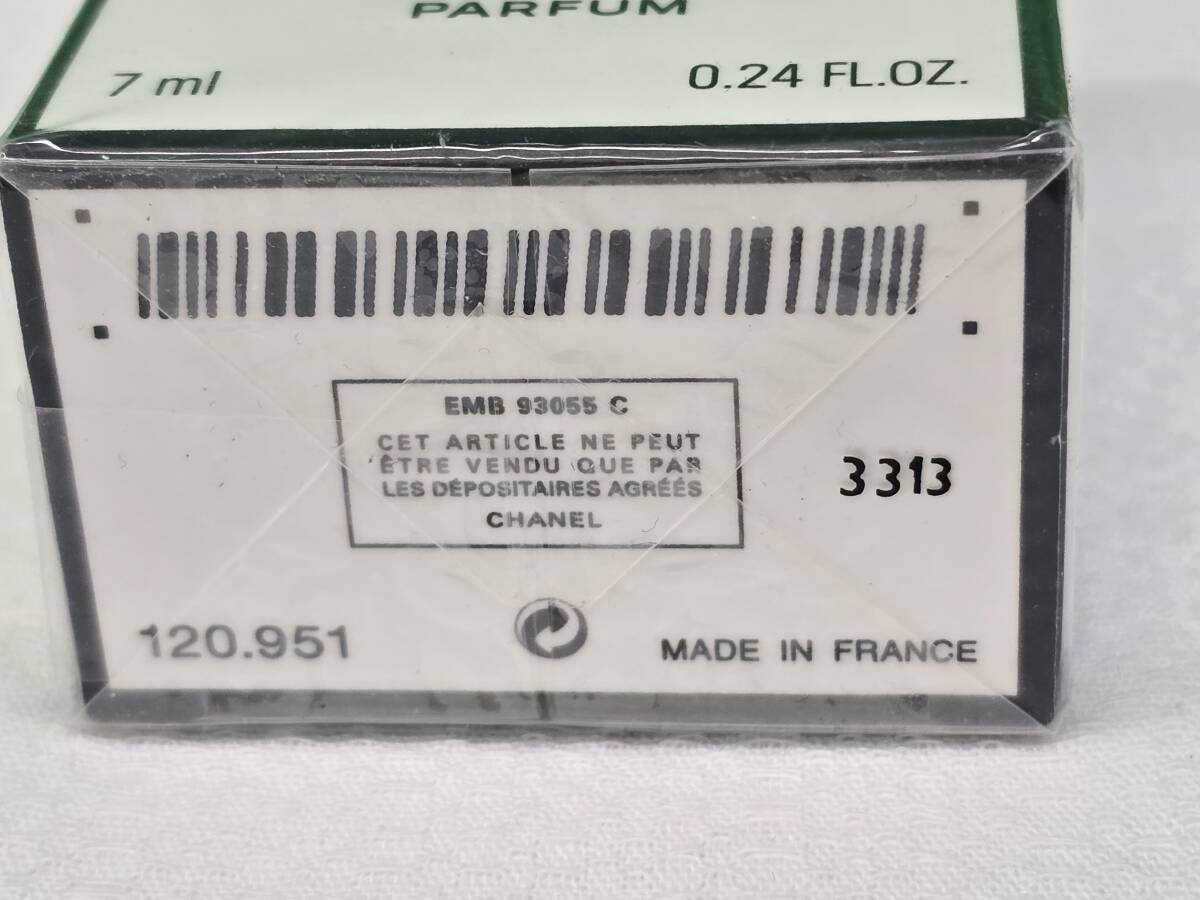 PARFUM
7 ml 0.24 FL.OZ.
EMB 93055 C
CET ARTICLE NE PEUT
ÊTRE VENDU QUE PAR
LES DÉPOSITAIRES AGRÉÉS
CHANEL
3313
120.951 MADE IN FRANCE